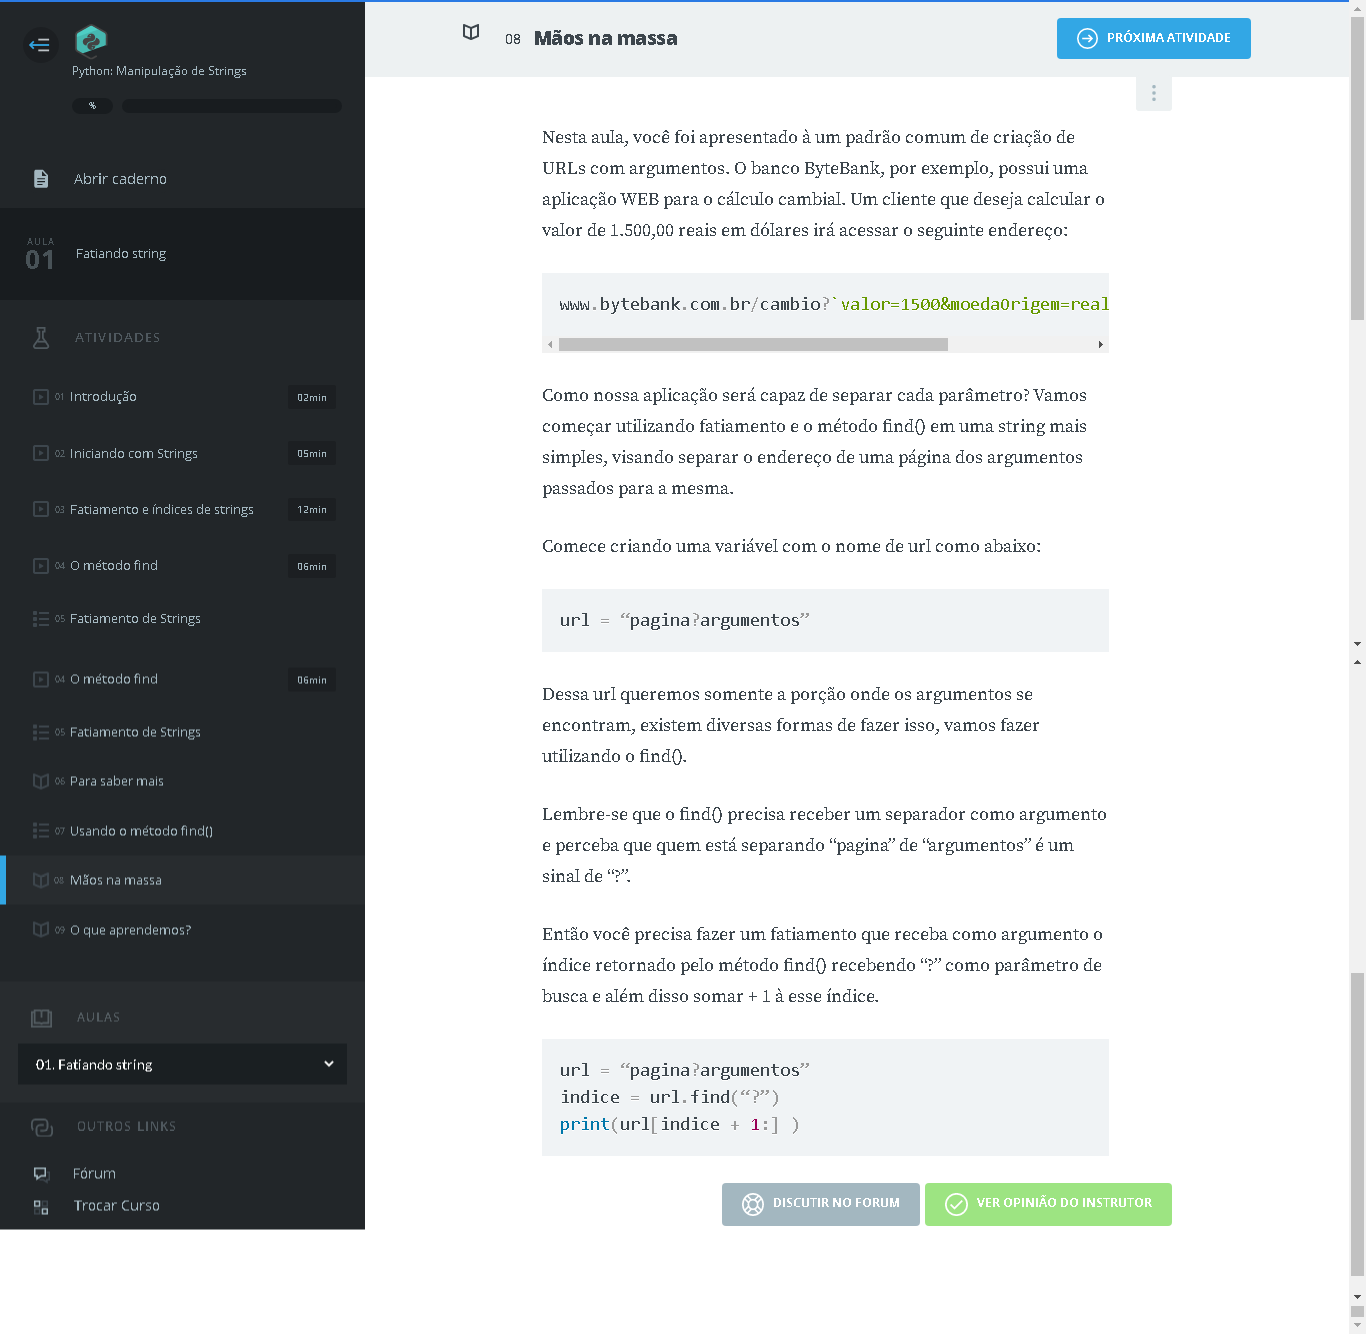 Python: Manipulação de Strings
%
Abrir caderno
AULA
01
Fatiando string
ATIVIDADES
01 Introdução 02min
02 Iniciando com Strings 05min
03 Fatiamento e índices de strings 12min
04 O método find 06min
05 Fatiamento de Strings
04 O método find 06min
05 Fatiamento de Strings
06 Para saber mais
07 Usando o método find()
08 Mãos na massa
09 O que aprendemos?
AULAS
01. Fatiando string
OUTROS LINKS
Fórum
Trocar Curso
08 Mãos na massa
PRÓXIMA ATIVIDADE
Nesta aula, você foi apresentado à um padrão comum de criação de
URLs com argumentos. O banco ByteBank, por exemplo, possui uma
aplicação WEB para o cálculo cambial. Um cliente que deseja calcular o
valor de 1.500,00 reais em dólares irá acessar o seguinte endereço:
www.bytebank.com.br/cambio?`valor=1500&moedaOrigem=real
Como nossa aplicação será capaz de separar cada parâmetro? Vamos
começar utilizando fatiamento e o método find() em uma string mais
simples, visando separar o endereço de uma página dos argumentos
passados para a mesma.
Comece criando uma variável com o nome de url como abaixo:
url = “pagina?argumentos”
Dessa url queremos somente a porção onde os argumentos se
encontram, existem diversas formas de fazer isso, vamos fazer
utilizando o find().
Lembre-se que o find() precisa receber um separador como argumento
e perceba que quem está separando “pagina” de “argumentos” é um
sinal de “?”.
Então você precisa fazer um fatiamento que receba como argumento o
índice retornado pelo método find() recebendo “?” como parâmetro de
busca e além disso somar + 1 à esse índice.
url = “pagina?argumentos”
indice = url.find(“?”)
print(url[indice + 1:] )
DISCUTIR NO FORUM
VER OPINIÃO DO INSTRUTOR